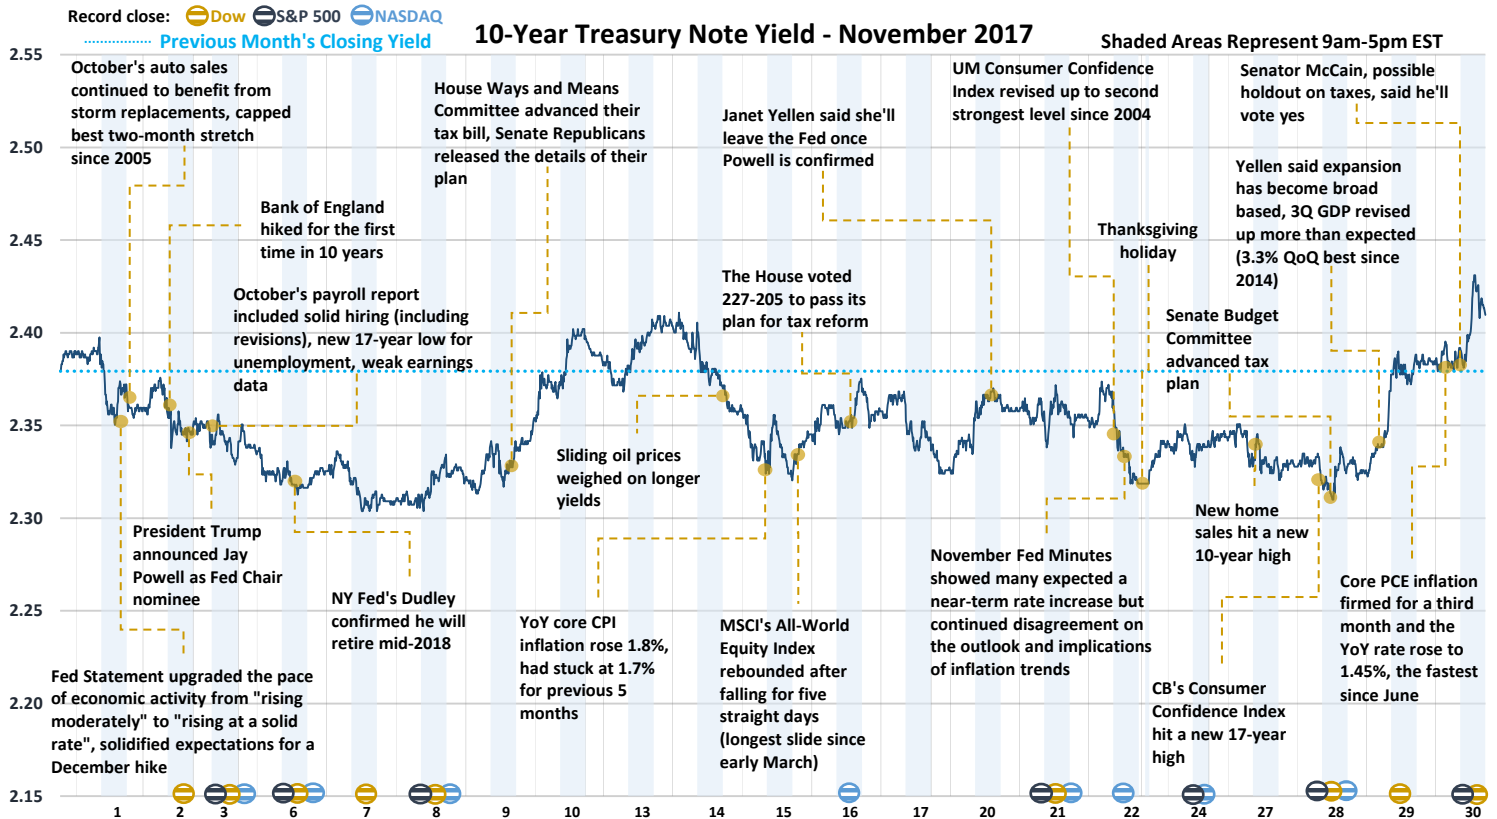 Record close: Dow S&P 500 NASDAQ
Previous Month's Closing Yield
10-Year Treasury Note Yield - November 2017
Shaded Areas Represent 9am-5pm EST
2.55
2.50
2.45
2.40
2.35
2.30
2.25
2.20
2.15
October's auto sales
continued to benefit from
storm replacements, capped
best two-month stretch
since 2005
Bank of England
hiked for the first
time in 10 years
October's payroll report
included solid hiring (including
revisions), new 17-year low for
unemployment, weak earnings
data
House Ways and Means
Committee advanced their
tax bill, Senate Republicans
released the details of their
plan
Janet Yellen said she'll
leave the Fed once
Powell is confirmed
The House voted
227-205 to pass its
plan for tax reform
UM Consumer Confidence
Index revised up to second
strongest level since 2004
Thanksgiving
holiday
Senator McCain, possible
holdout on taxes, said he'll
vote yes
Yellen said expansion
has become broad
based, 3Q GDP revised
up more than expected
(3.3% QoQ best since
2014)
Senate Budget
Committee
advanced tax
plan
Sliding oil prices
weighed on longer
yields
President Trump
announced Jay
Powell as Fed Chair
nominee
Fed Statement upgraded the pace
of economic activity from "rising
moderately" to "rising at a solid
rate", solidified expectations for a
December hike
NY Fed's Dudley
confirmed he will
retire mid-2018
YoY core CPI
inflation rose 1.8%,
had stuck at 1.7%
for previous 5
months
MSCI's All-World
Equity Index
rebounded after
falling for five
straight days
(longest slide since
early March)
November Fed Minutes
showed many expected a
near-term rate increase but
continued disagreement on
the outlook and implications
of inflation trends
New home
sales hit a new
10-year high
CB's Consumer
Confidence Index
hit a new 17-year
high
Core PCE inflation
firmed for a third
month and the
YoY rate rose to
1.45%, the fastest
since June
1 2 3 6 7 8 9 10 13 14 15 16 17 20 21 22 24 27 28 29 30